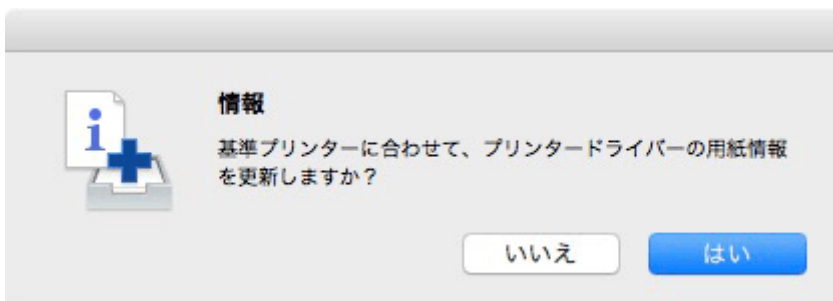 情報
基準プリンターに合わせて、プリンタードライバーの用紙情報
を更新しますか？
いいえ
はい